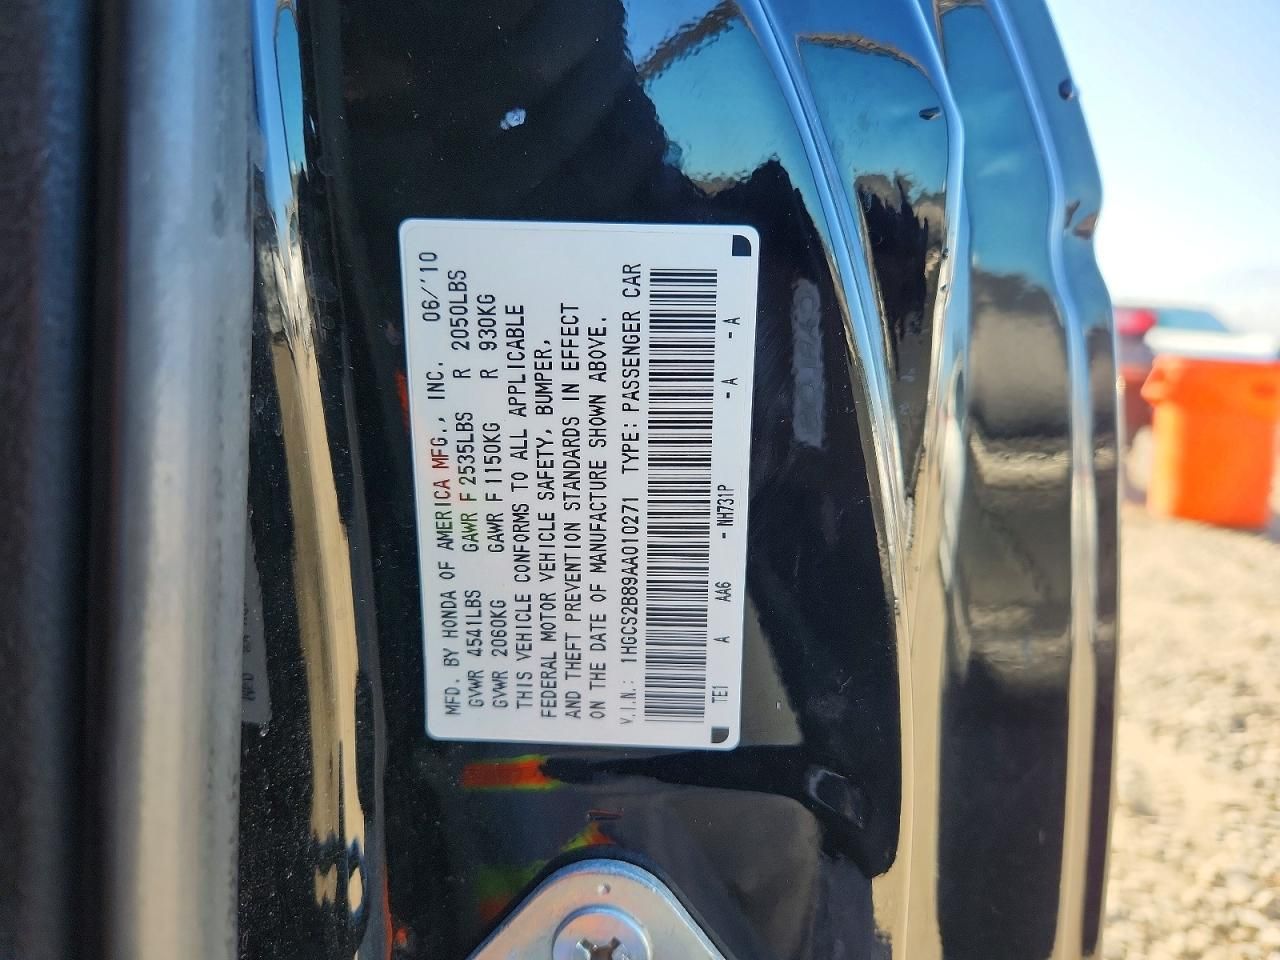 MFD. BY HONDA OF AMERICA MFG., INC. 06/'10
GVWR 4541LBS GAWR F 2535LBS R 2050LBS
GVWR 2060KG GAWR F 1150KG R 930KG
THIS VEHICLE CONFORMS TO ALL APPLICABLE
FEDERAL MOTOR VEHICLE SAFETY, BUMPER,
AND THEFT PREVENTION STANDARDS IN EFFECT
ON THE DATE OF MANUFACTURE SHOWN ABOVE.
V.I.N.: 1HGCS2B89AA010271 TYPE: PASSENGER CAR
TE1 A AA6 - NH731P - A - A